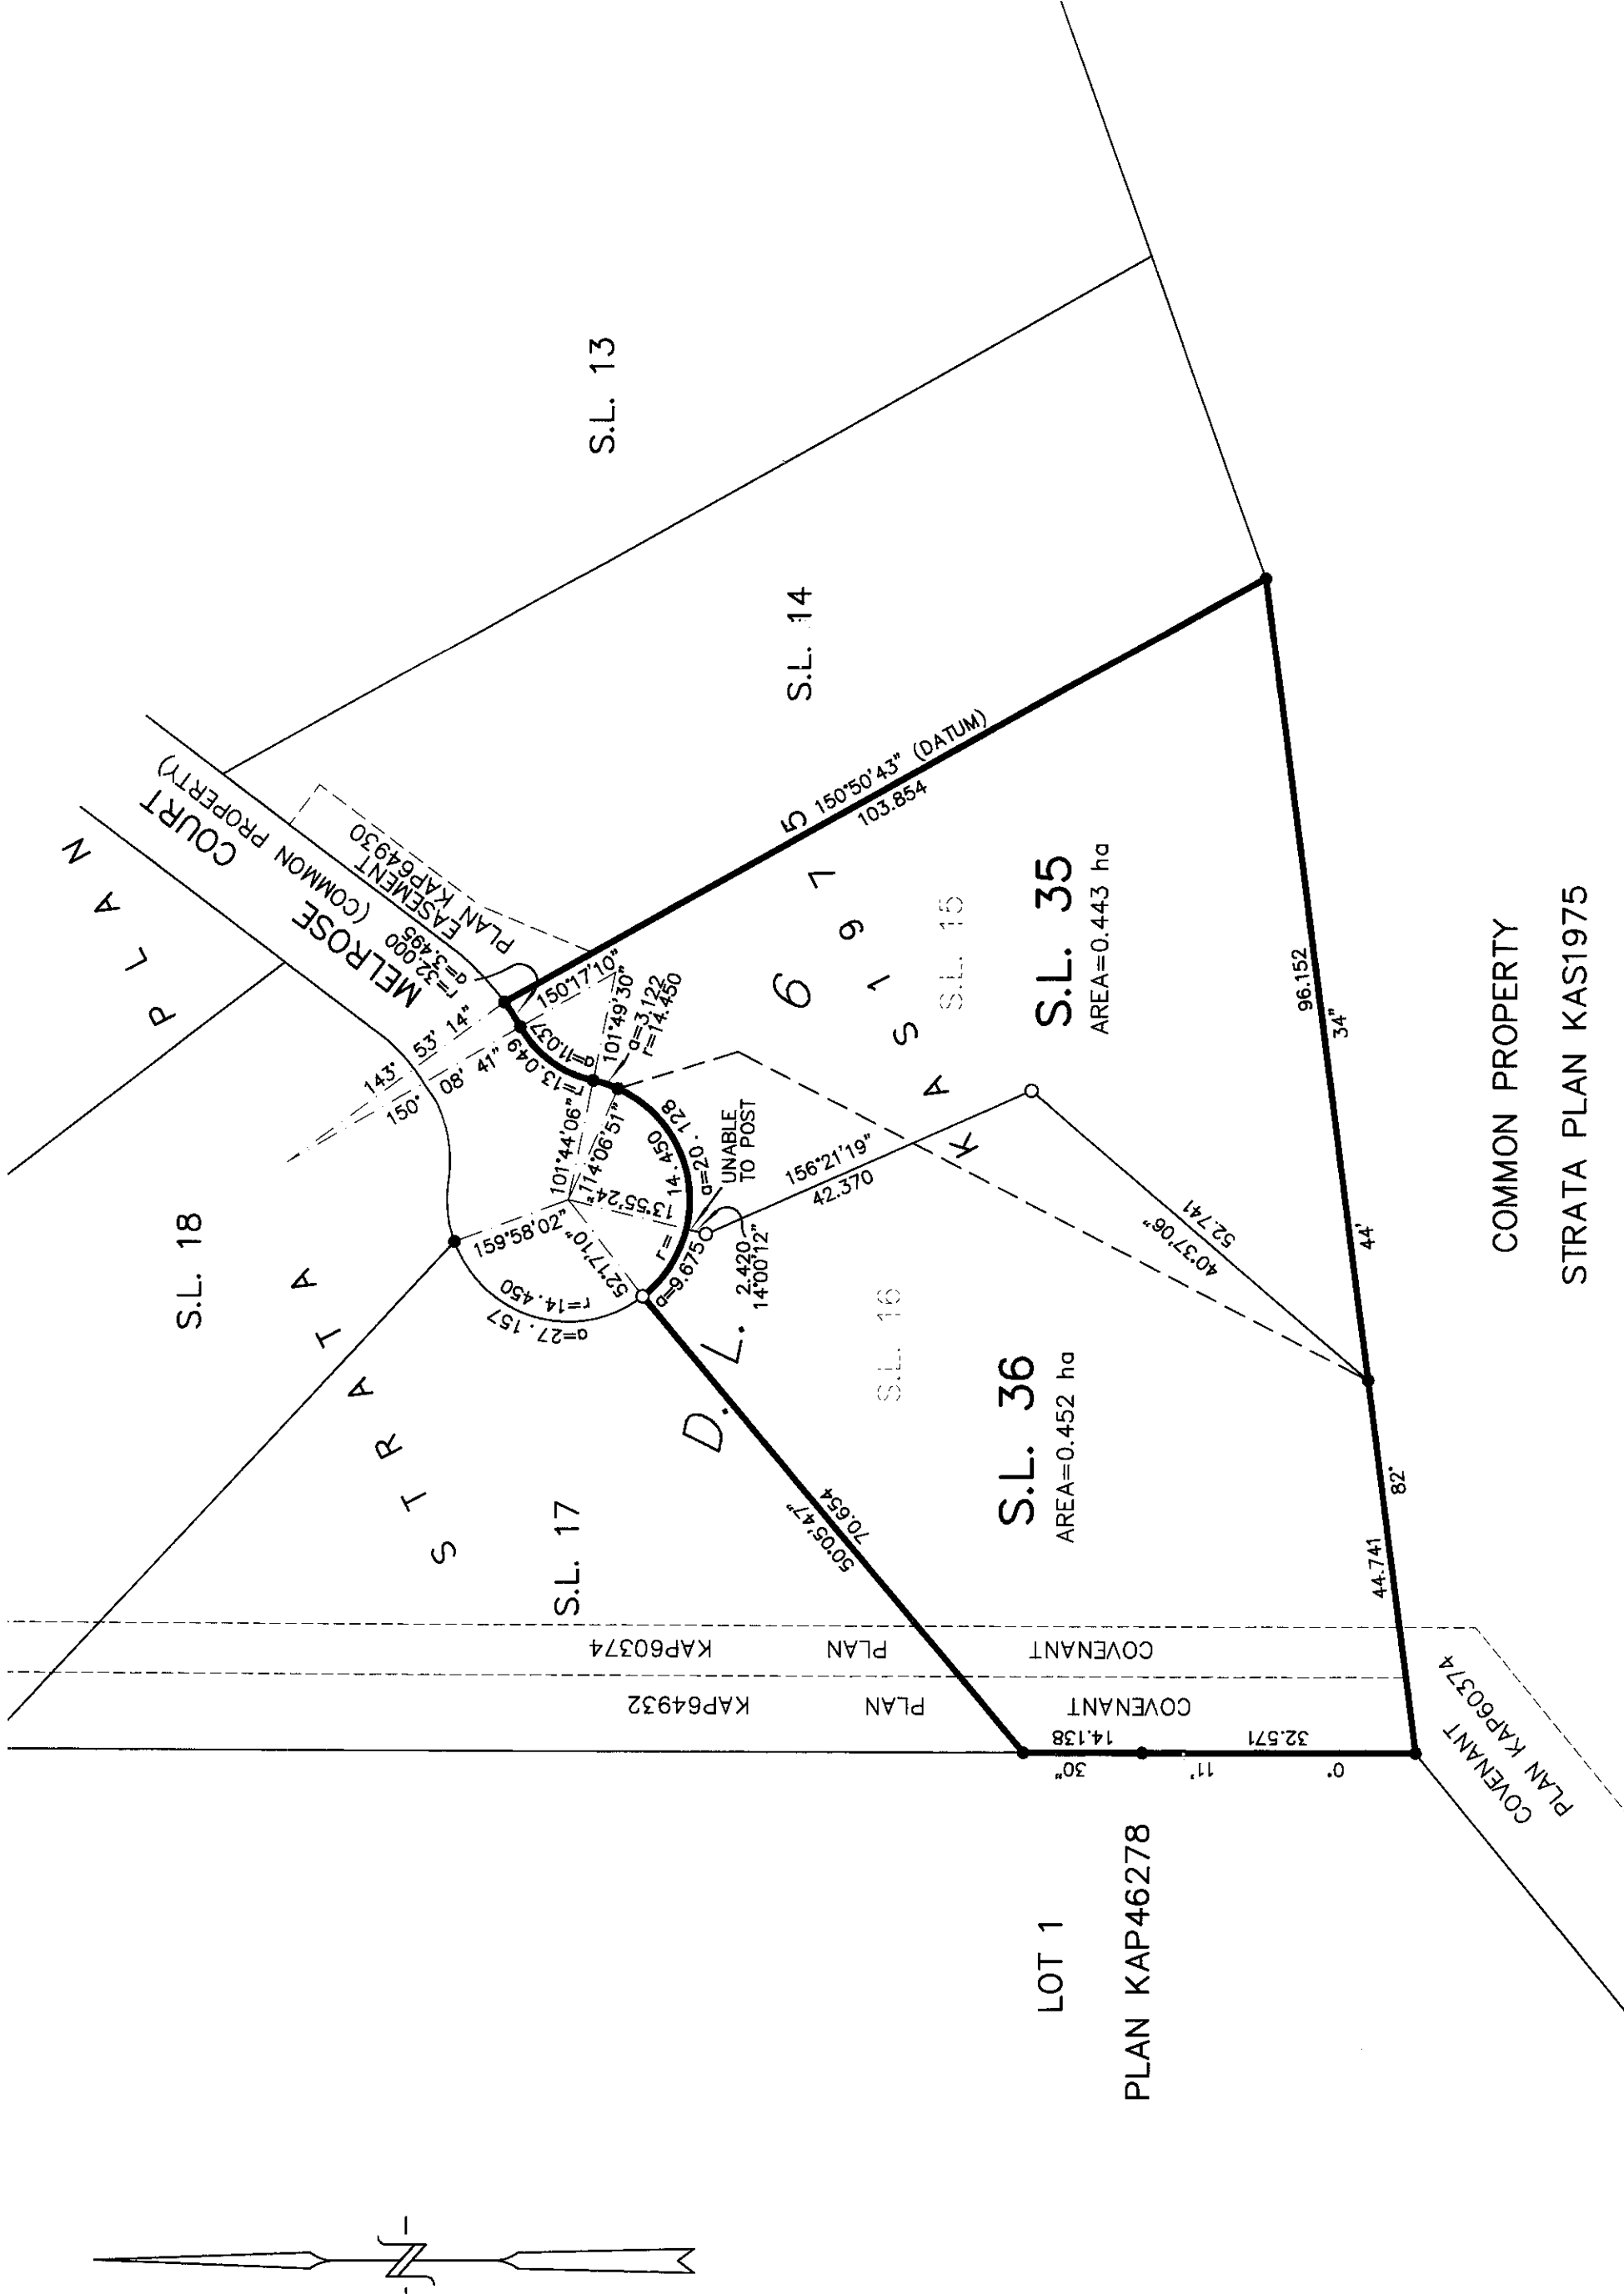 S.L. 18
S T R A T A P L A N
MELROSE COURT
(COMMON PROPERTY)
EASEMENT
PLAN KAP64930
S.L. 13
S.L. 14
S.L. 17
143° 53' 14"
150° 08' 41"
r=32.000
a=3.495
150°17'10"
r=13.049
a=11.037
101°49'30"
a=3.122
r=14.450
101°44'06"
114°06'51"
13°55'24"
52°17'10"
159°58'02"
r=14.450
a=27.157
r= 14.450
a=20.128
a=9.675
UNABLE
TO POST
2.420
14°00'12"
156°21'19"
42.370
40°37'06"
52.741
150°50'43" (DATUM)
103.854
50°05'47"
70.654
D. L.
K A S 1 9 7 5
6
S.L. 15
S.L. 16
S.L. 35
AREA=0.443 ha
S.L. 36
AREA=0.452 ha
COVENANT PLAN KAP60374
COVENANT PLAN KAP64932
14.138
32.571
0° 11' 30"
44.741
96.152
82° 44' 34"
COVENANT
PLAN KAP60374
LOT 1
PLAN KAP46278
COMMON PROPERTY
STRATA PLAN KAS1975